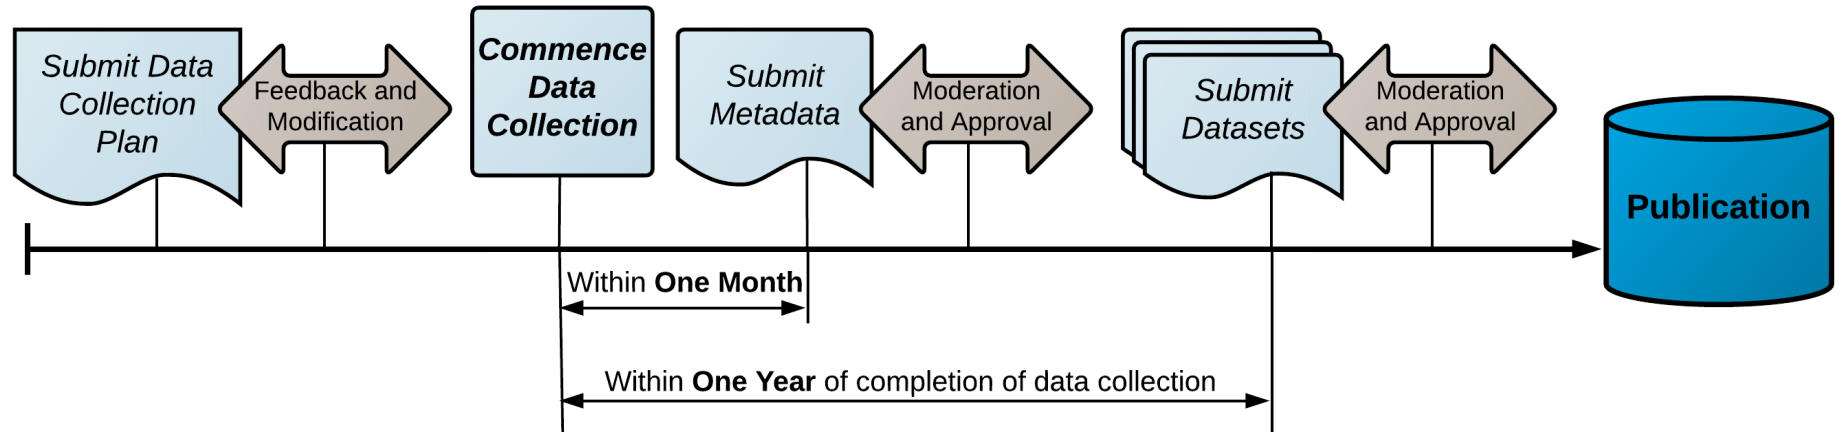 Submit Data
Collection
Plan
Feedback and
Modification
Commence
Data
Collection
Submit
Metadata
Moderation
and Approval
Submit
Datasets
Moderation
and Approval
Publication
Within One Month
Within One Year of completion of data collection